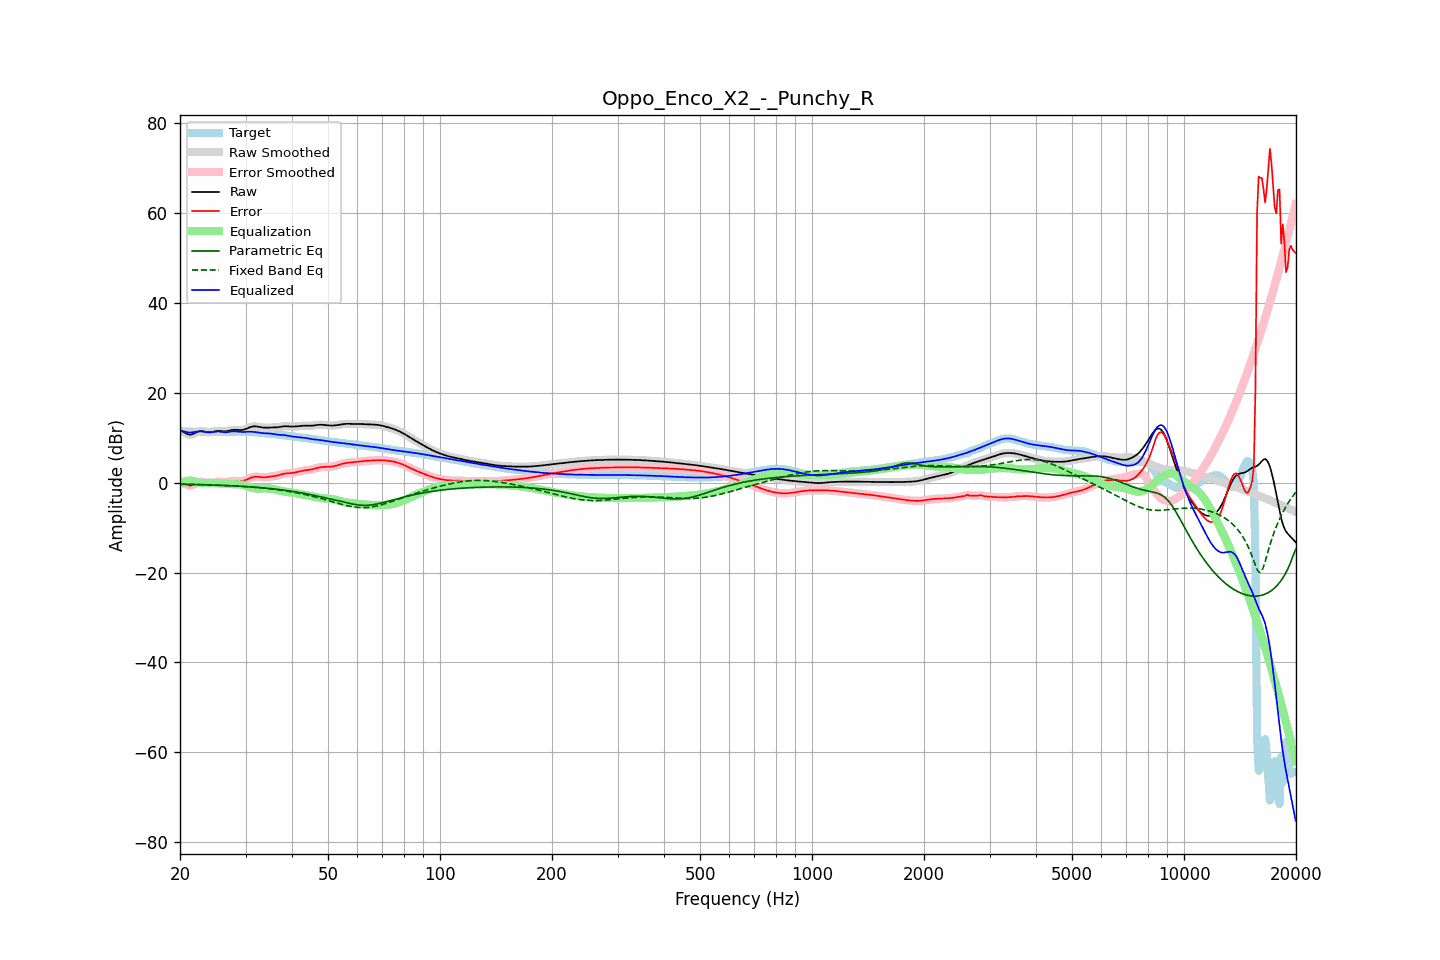 Oppo_Enco_X2_-_Punchy_R
Target
Raw Smoothed
Error Smoothed
Raw
Error
Equalization
Parametric Eq
Fixed Band Eq
Equalized
Amplitude (dBr)
80
60
40
20
0
−20
−40
−60
−80
20 50 100 200 500 1000 2000 5000 10000 20000
Frequency (Hz)